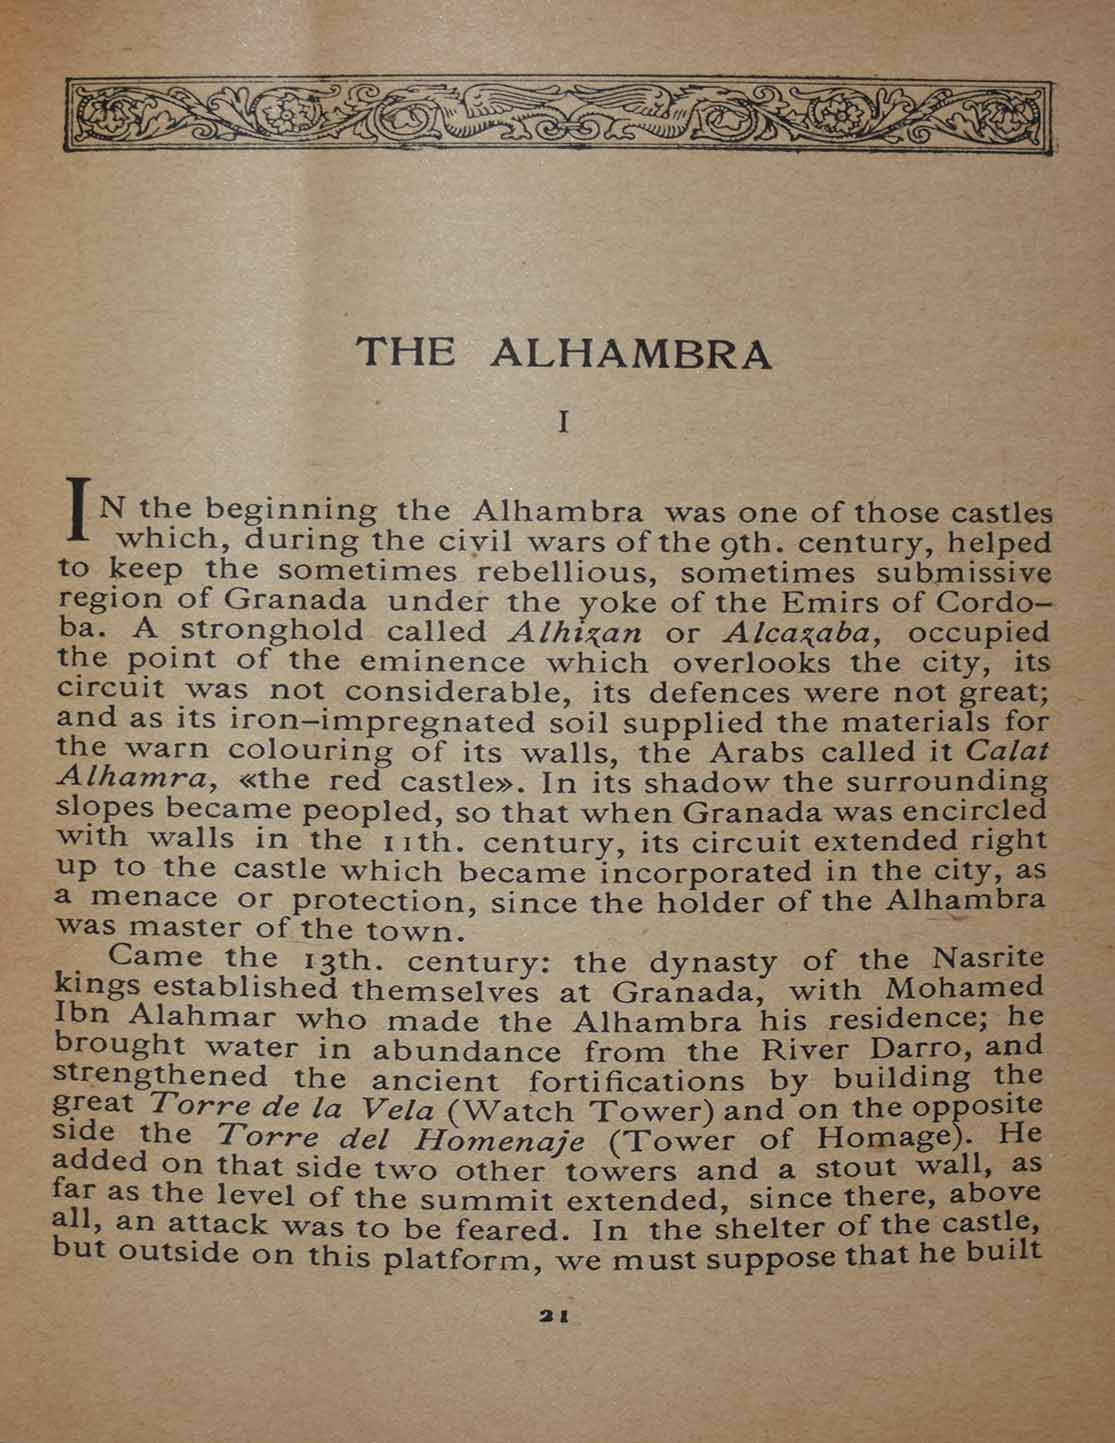 THE ALHAMBRA
I
IN the beginning the Alhambra was one of those castles
which, during the civil wars of the 9th. century, helped
to keep the sometimes rebellious, sometimes submissive
region of Granada under the yoke of the Emirs of Cordo-
ba. A stronghold called Alhizan or Alcazaba, occupied
the point of the eminence which overlooks the city, its
circuit was not considerable, its defences were not great;
and as its iron-impregnated soil supplied the materials for
the warn colouring of its walls, the Arabs called it Calat
Alhamra, «the red castle». In its shadow the surrounding
slopes became peopled, so that when Granada was encircled
with walls in the 11th. century, its circuit extended right
up to the castle which became incorporated in the city, as
a menace or protection, since the holder of the Alhambra
was master of the town.
Came the 13th. century: the dynasty of the Nasrite
kings established themselves at Granada, with Mohamed
Ibn Alahmar who made the Alhambra his residence; he
brought water in abundance from the River Darro, and
strengthened the ancient fortifications by building the
great Torre de la Vela (Watch Tower) and on the opposite
side the Torre del Homenaje (Tower of Homage). He
added on that side two other towers and a stout wall, as
far as the level of the summit extended, since there, above
all, an attack was to be feared. In the shelter of the castle,
but outside on this platform, we must suppose that he built
21